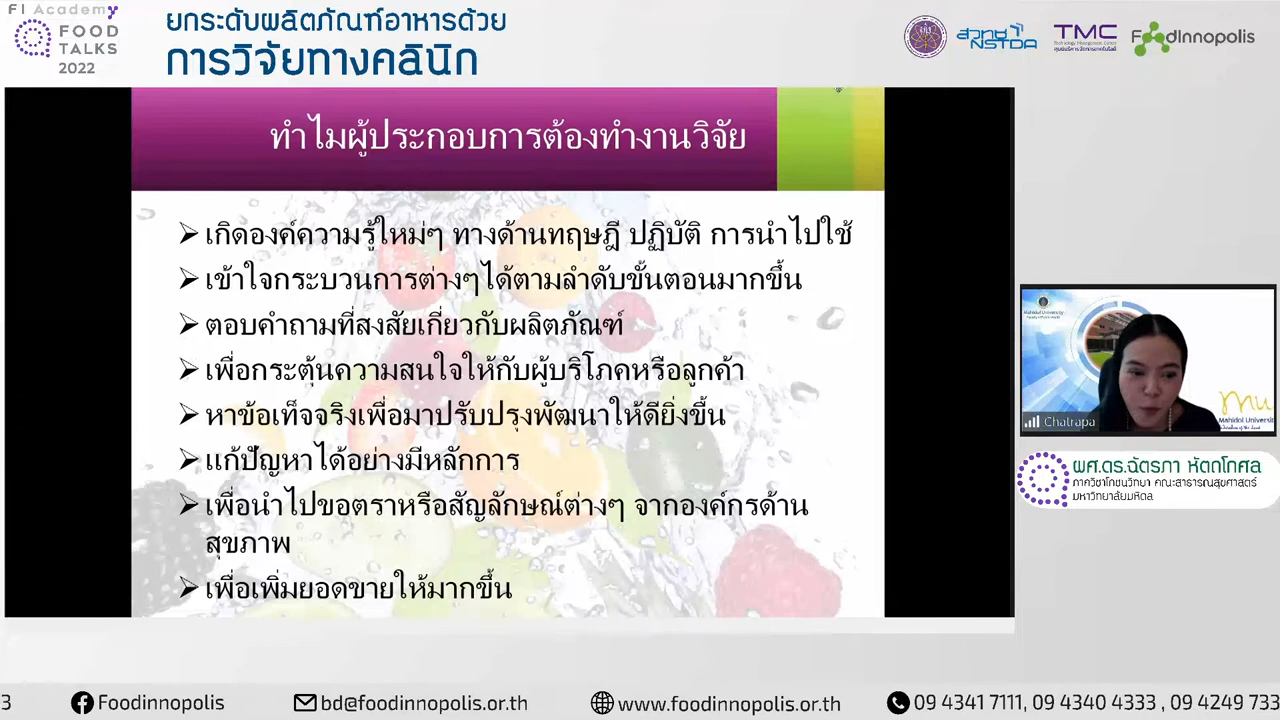 FI Academy
FOOD
TALKS
2022
ยกระดับผลิตภัณฑ์อาหารด้วย
การวิจัยทางคลินิก
สวทช
NSTDA
TMC
FoodInnopolis
ทำไมผู้ประกอบการต้องทำงานวิจัย
➢เกิดองค์ความรู้ใหม่ๆ ทางด้านทฤษฎี ปฏิบัติ การนำไปใช้
➢เข้าใจกระบวนการต่างๆได้ตามลำดับขั้นตอนมากขึ้น
➢ตอบคำถามที่สงสัยเกี่ยวกับผลิตภัณฑ์
➢เพื่อกระตุ้นความสนใจให้กับผู้บริโภคหรือลูกค้า
➢หาข้อเท็จจริงเพื่อมาปรับปรุงพัฒนาให้ดียิ่งขึ้น
➢แก้ปัญหาได้อย่างมีหลักการ
➢เพื่อนำไปขอตราหรือสัญลักษณ์ต่างๆ จากองค์กรด้าน
สุขภาพ
➢เพื่อเพิ่มยอดขายให้มากขึ้น
Mahidol University
mu
Mahidol Universit
Chatrapa
ผศ.ดร.ฉัตรภา หัตถโกศล
ภาควิชาโภชนวิทยา คณะสาธารณสุขศาสตร์
มหาวิทยาลัยมหิดล
3
Foodinnopolis
bd@foodinnopolis.or.th
www.foodinnopolis.or.th
09 4341 7111, 09 4340 4333 , 09 4249 733